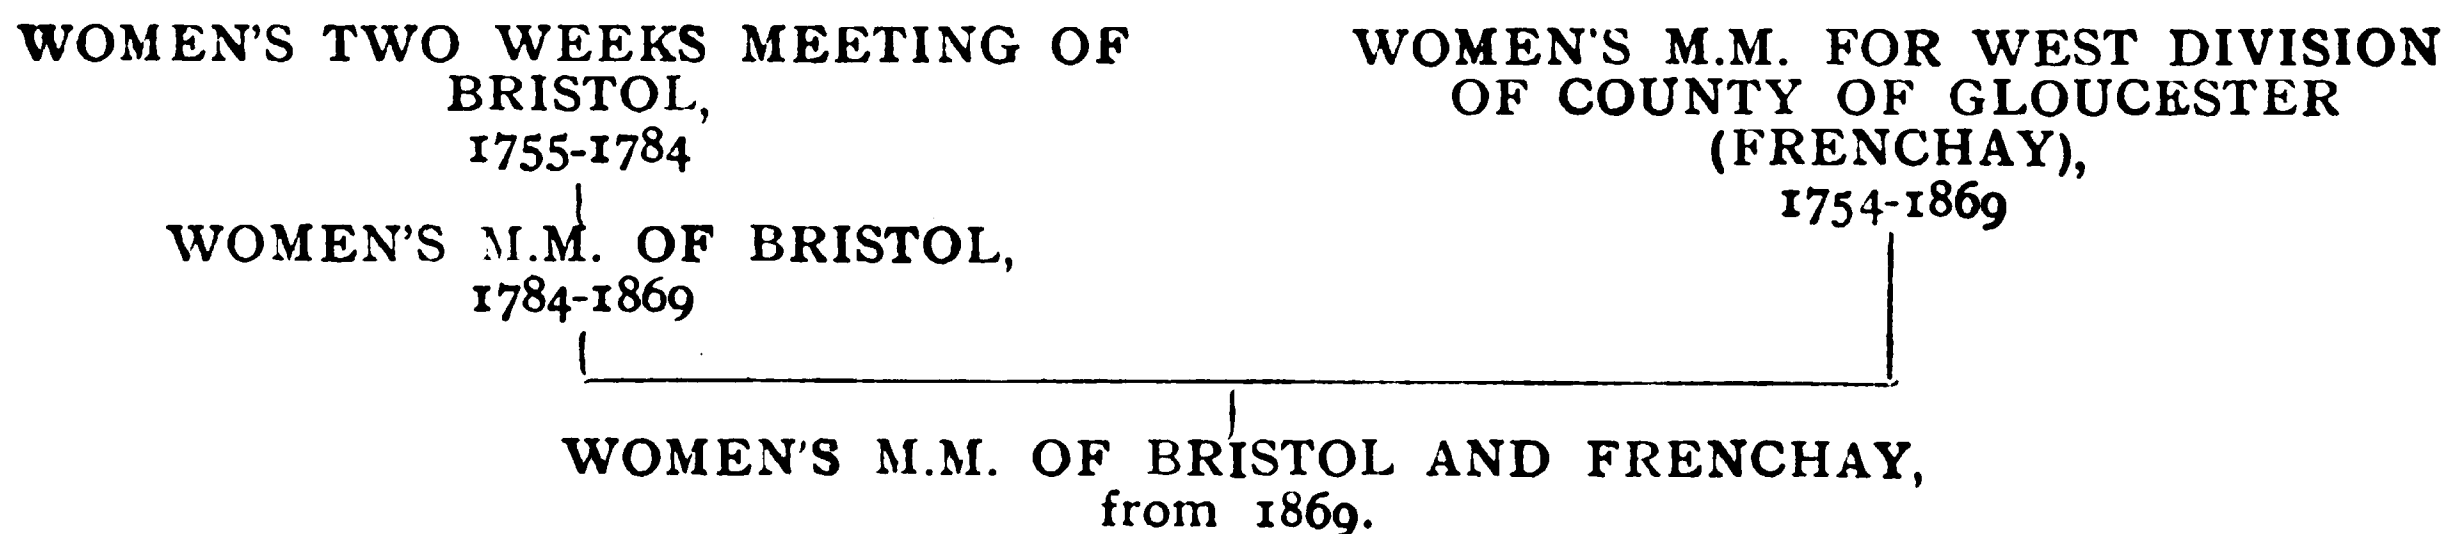 WOMEN'S TWO WEEKS MEETING OF
BRISTOL,
1755-1784
WOMEN'S M.M. OF BRISTOL,
1784-1869
WOMEN'S M.M. FOR WEST DIVISION
OF COUNTY OF GLOUCESTER
(FRENCHAY),
1754-1869
WOMEN'S M.M. OF BRISTOL AND FRENCHAY,
from 1869.